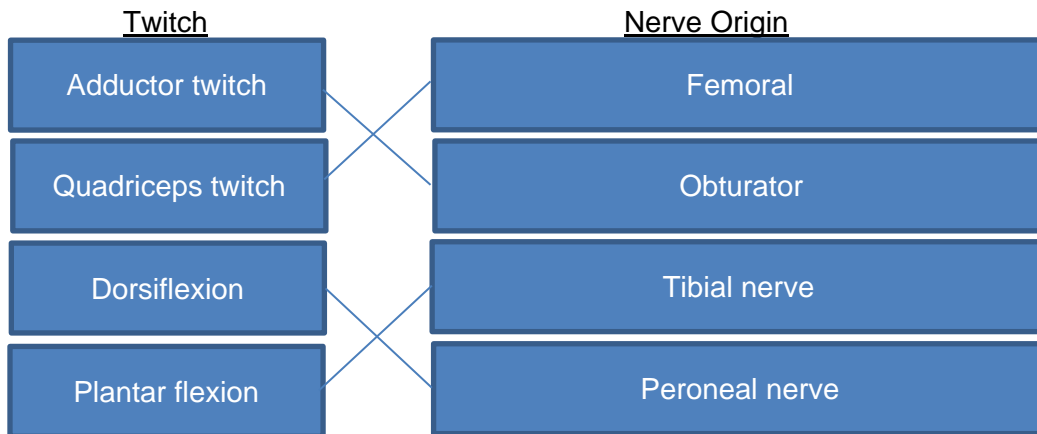 Twitch
Nerve Origin
Adductor twitch
Femoral
Quadriceps twitch
Obturator
Dorsiflexion
Tibial nerve
Plantar flexion
Peroneal nerve